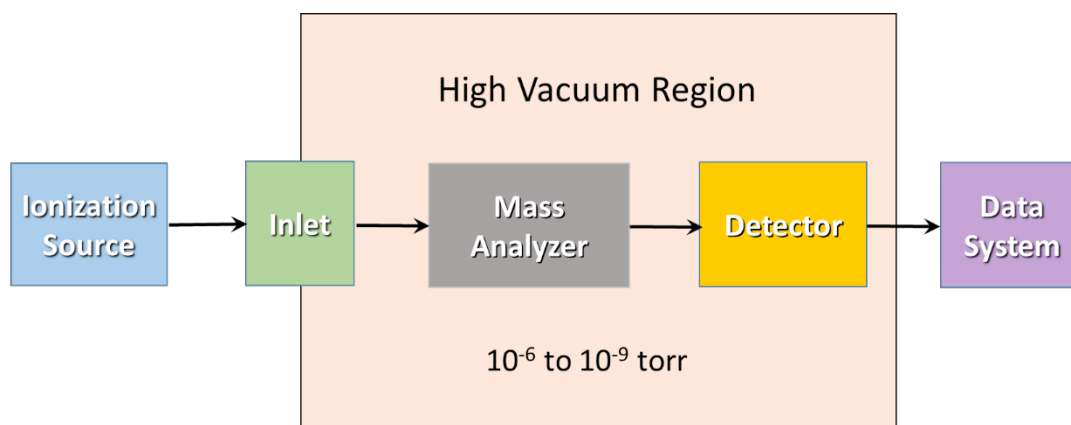 High Vacuum Region
Ionization
Source
Inlet
Mass
Analyzer
Detector
Data
System
10⁻⁶ to 10⁻⁹ torr